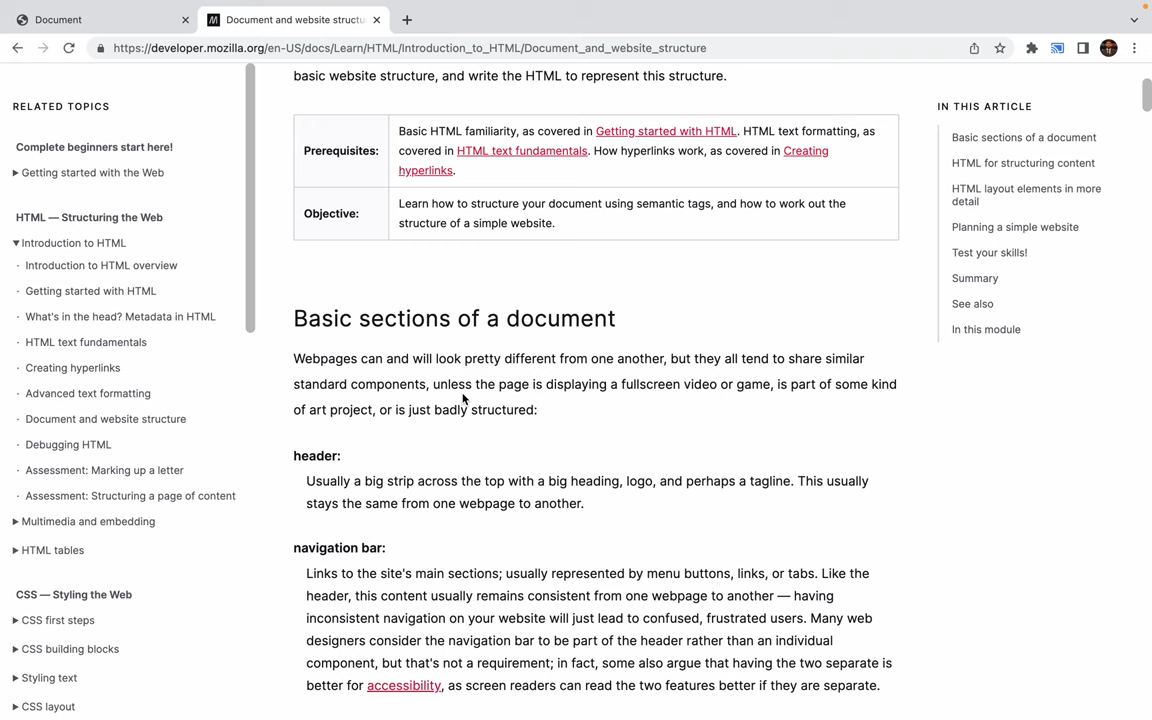 Document
Document and website structu
https://developer.mozilla.org/en-US/docs/Learn/HTML/Introduction_to_HTML/Document_and_website_structure
RELATED TOPICS
Complete beginners start here!
Getting started with the Web
HTML — Structuring the Web
Introduction to HTML
Introduction to HTML overview
Getting started with HTML
What's in the head? Metadata in HTML
HTML text fundamentals
Creating hyperlinks
Advanced text formatting
Document and website structure
Debugging HTML
Assessment: Marking up a letter
Assessment: Structuring a page of content
Multimedia and embedding
HTML tables
CSS — Styling the Web
CSS first steps
CSS building blocks
Styling text
CSS layout
basic website structure, and write the HTML to represent this structure.
Prerequisites:
Basic HTML familiarity, as covered in Getting started with HTML. HTML text formatting, as
covered in HTML text fundamentals. How hyperlinks work, as covered in Creating
hyperlinks.
Objective:
Learn how to structure your document using semantic tags, and how to work out the
structure of a simple website.
Basic sections of a document
Webpages can and will look pretty different from one another, but they all tend to share similar
standard components, unless the page is displaying a fullscreen video or game, is part of some kind
of art project, or is just badly structured:
header:
Usually a big strip across the top with a big heading, logo, and perhaps a tagline. This usually
stays the same from one webpage to another.
navigation bar:
Links to the site's main sections; usually represented by menu buttons, links, or tabs. Like the
header, this content usually remains consistent from one webpage to another — having
inconsistent navigation on your website will just lead to confused, frustrated users. Many web
designers consider the navigation bar to be part of the header rather than an individual
component, but that's not a requirement; in fact, some also argue that having the two separate is
better for accessibility, as screen readers can read the two features better if they are separate.
IN THIS ARTICLE
Basic sections of a document
HTML for structuring content
HTML layout elements in more
detail
Planning a simple website
Test your skills!
Summary
See also
In this module